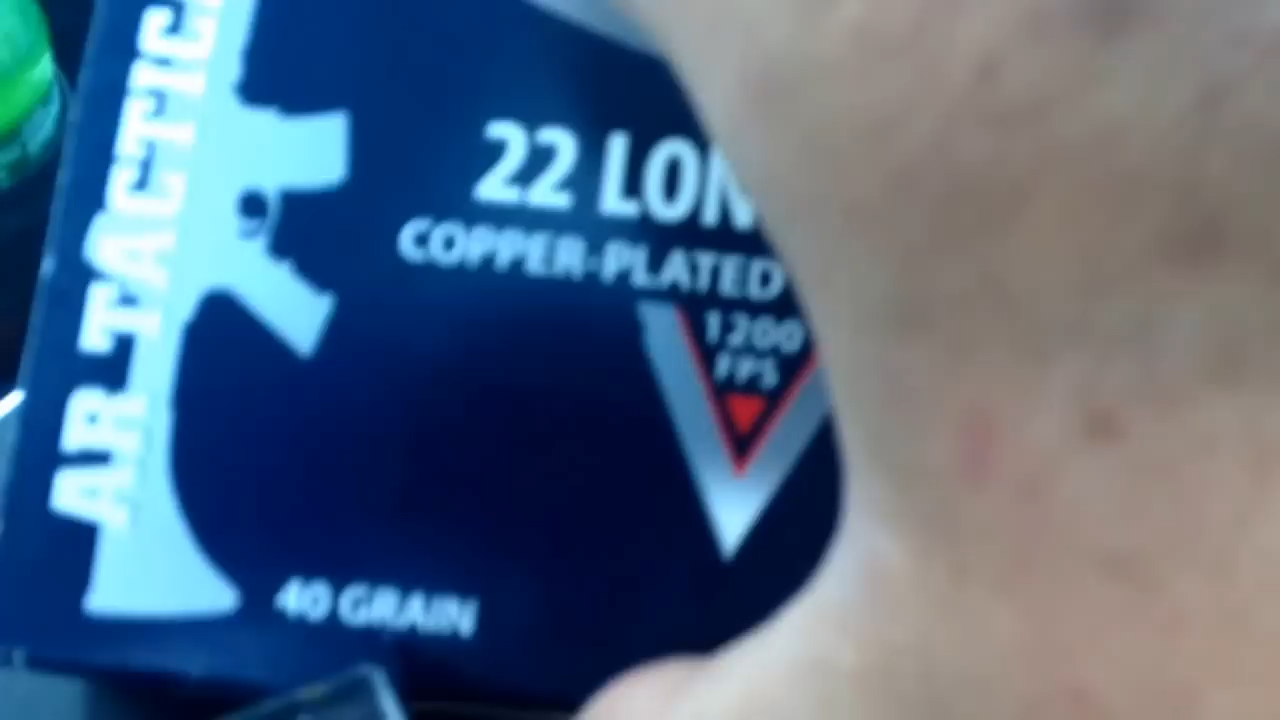 AR TACTIC
22 LON
COPPER-PLATED
1200
FPS
40 GRAIN